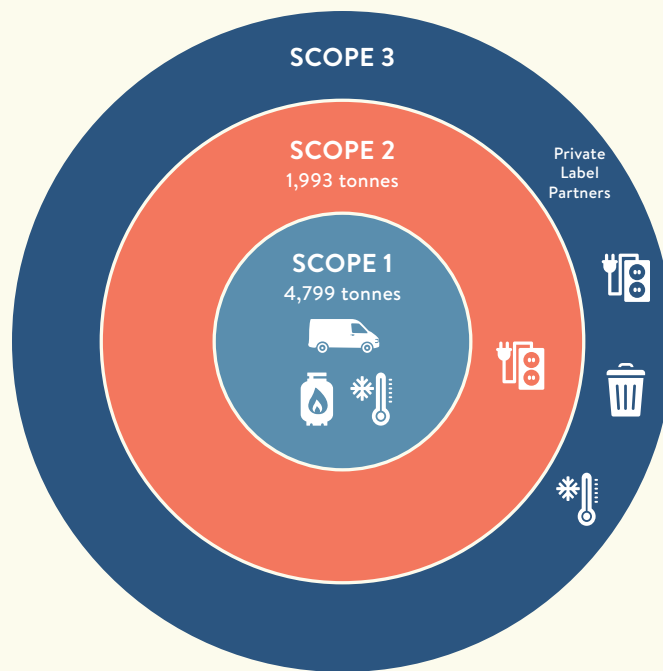 SCOPE 3
SCOPE 2
1,993 tonnes
Private
Label
Partners
SCOPE 1
4,799 tonnes